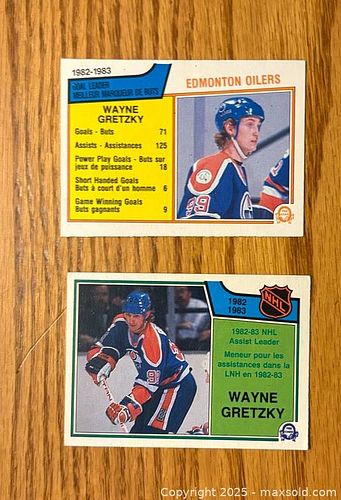 1982-1983
GOAL LEADER
MEILLEUR MARQUEUR DE BUTS
EDMONTON OILERS
WAYNE
GRETZKY
Goals - Buts 71
Assists - Assistances 125
Power Play Goals - Buts sur
jeux de puissance 18
Short Handed Goals
Buts à court d'un homme 6
Game Winning Goals
Buts gagnants 9
99
NHL
1982
1983
1982-83 NHL
Assist Leader
Meneur pour les
assistances dans la
LNH en 1982-83
WAYNE
GRETZKY
Copyright 2025 - www.maxsold.com